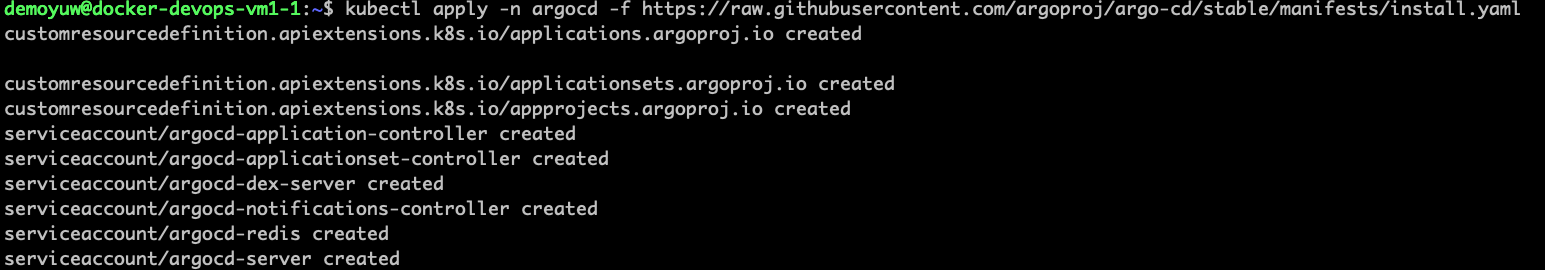 demoyuw@docker-devops-vm1-1:~$ kubectl apply -n argocd -f https://raw.githubusercontent.com/argoproj/argo-cd/stable/manifests/install.yaml
customresourcedefinition.apiextensions.k8s.io/applications.argoproj.io created
customresourcedefinition.apiextensions.k8s.io/applicationsets.argoproj.io created
customresourcedefinition.apiextensions.k8s.io/appprojects.argoproj.io created
serviceaccount/argocd-application-controller created
serviceaccount/argocd-applicationset-controller created
serviceaccount/argocd-dex-server created
serviceaccount/argocd-notifications-controller created
serviceaccount/argocd-redis created
serviceaccount/argocd-server created